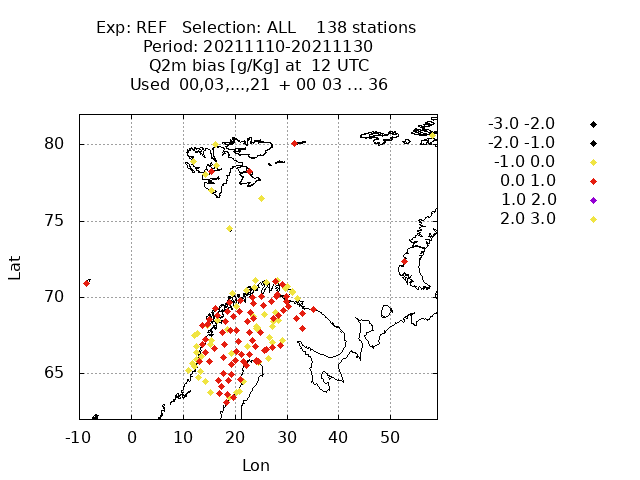 Exp: REF   Selection: ALL    138 stations
Period: 20211110-20211130
Q2m bias [g/Kg] at  12 UTC
Used  00,03,...,21  + 00 03 ... 36
-3.0 -2.0
-2.0 -1.0
-1.0 0.0
0.0 1.0
1.0 2.0
2.0 3.0
80
75
70
65
Lat
-10 0 10 20 30 40 50
Lon